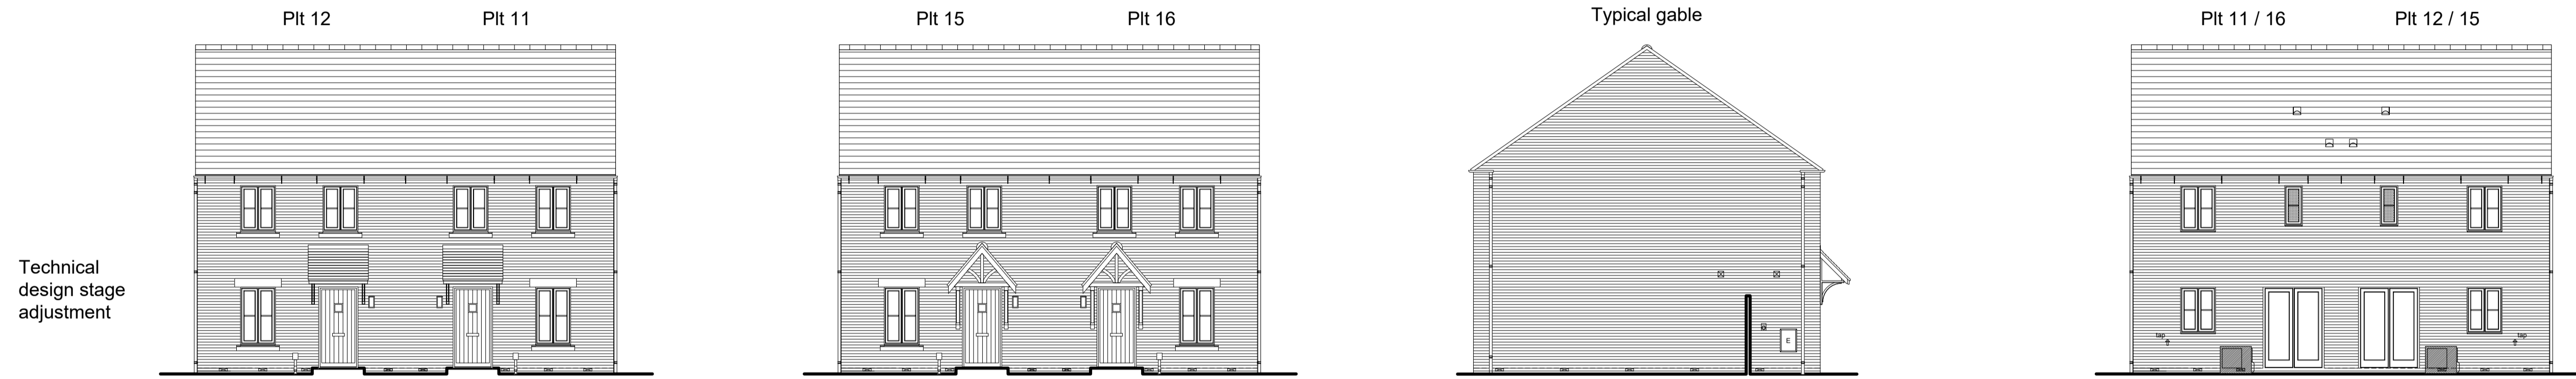 Plt 12
Plt 11
Plt 15
Plt 16
Typical gable
Plt 11 / 16
Plt 12 / 15
Technical
design stage
adjustment
E
tap
tap